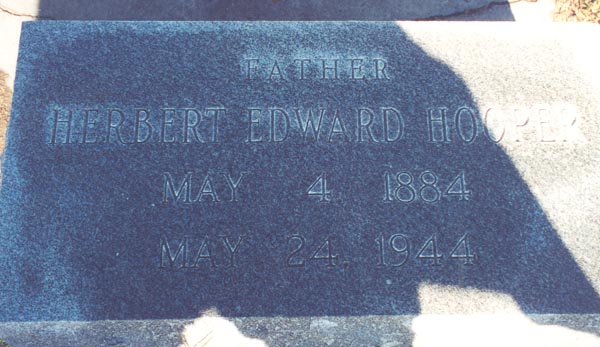 FATHER
HERBERT EDWARD HOOPER
MAY 4, 1884
MAY 24, 1944